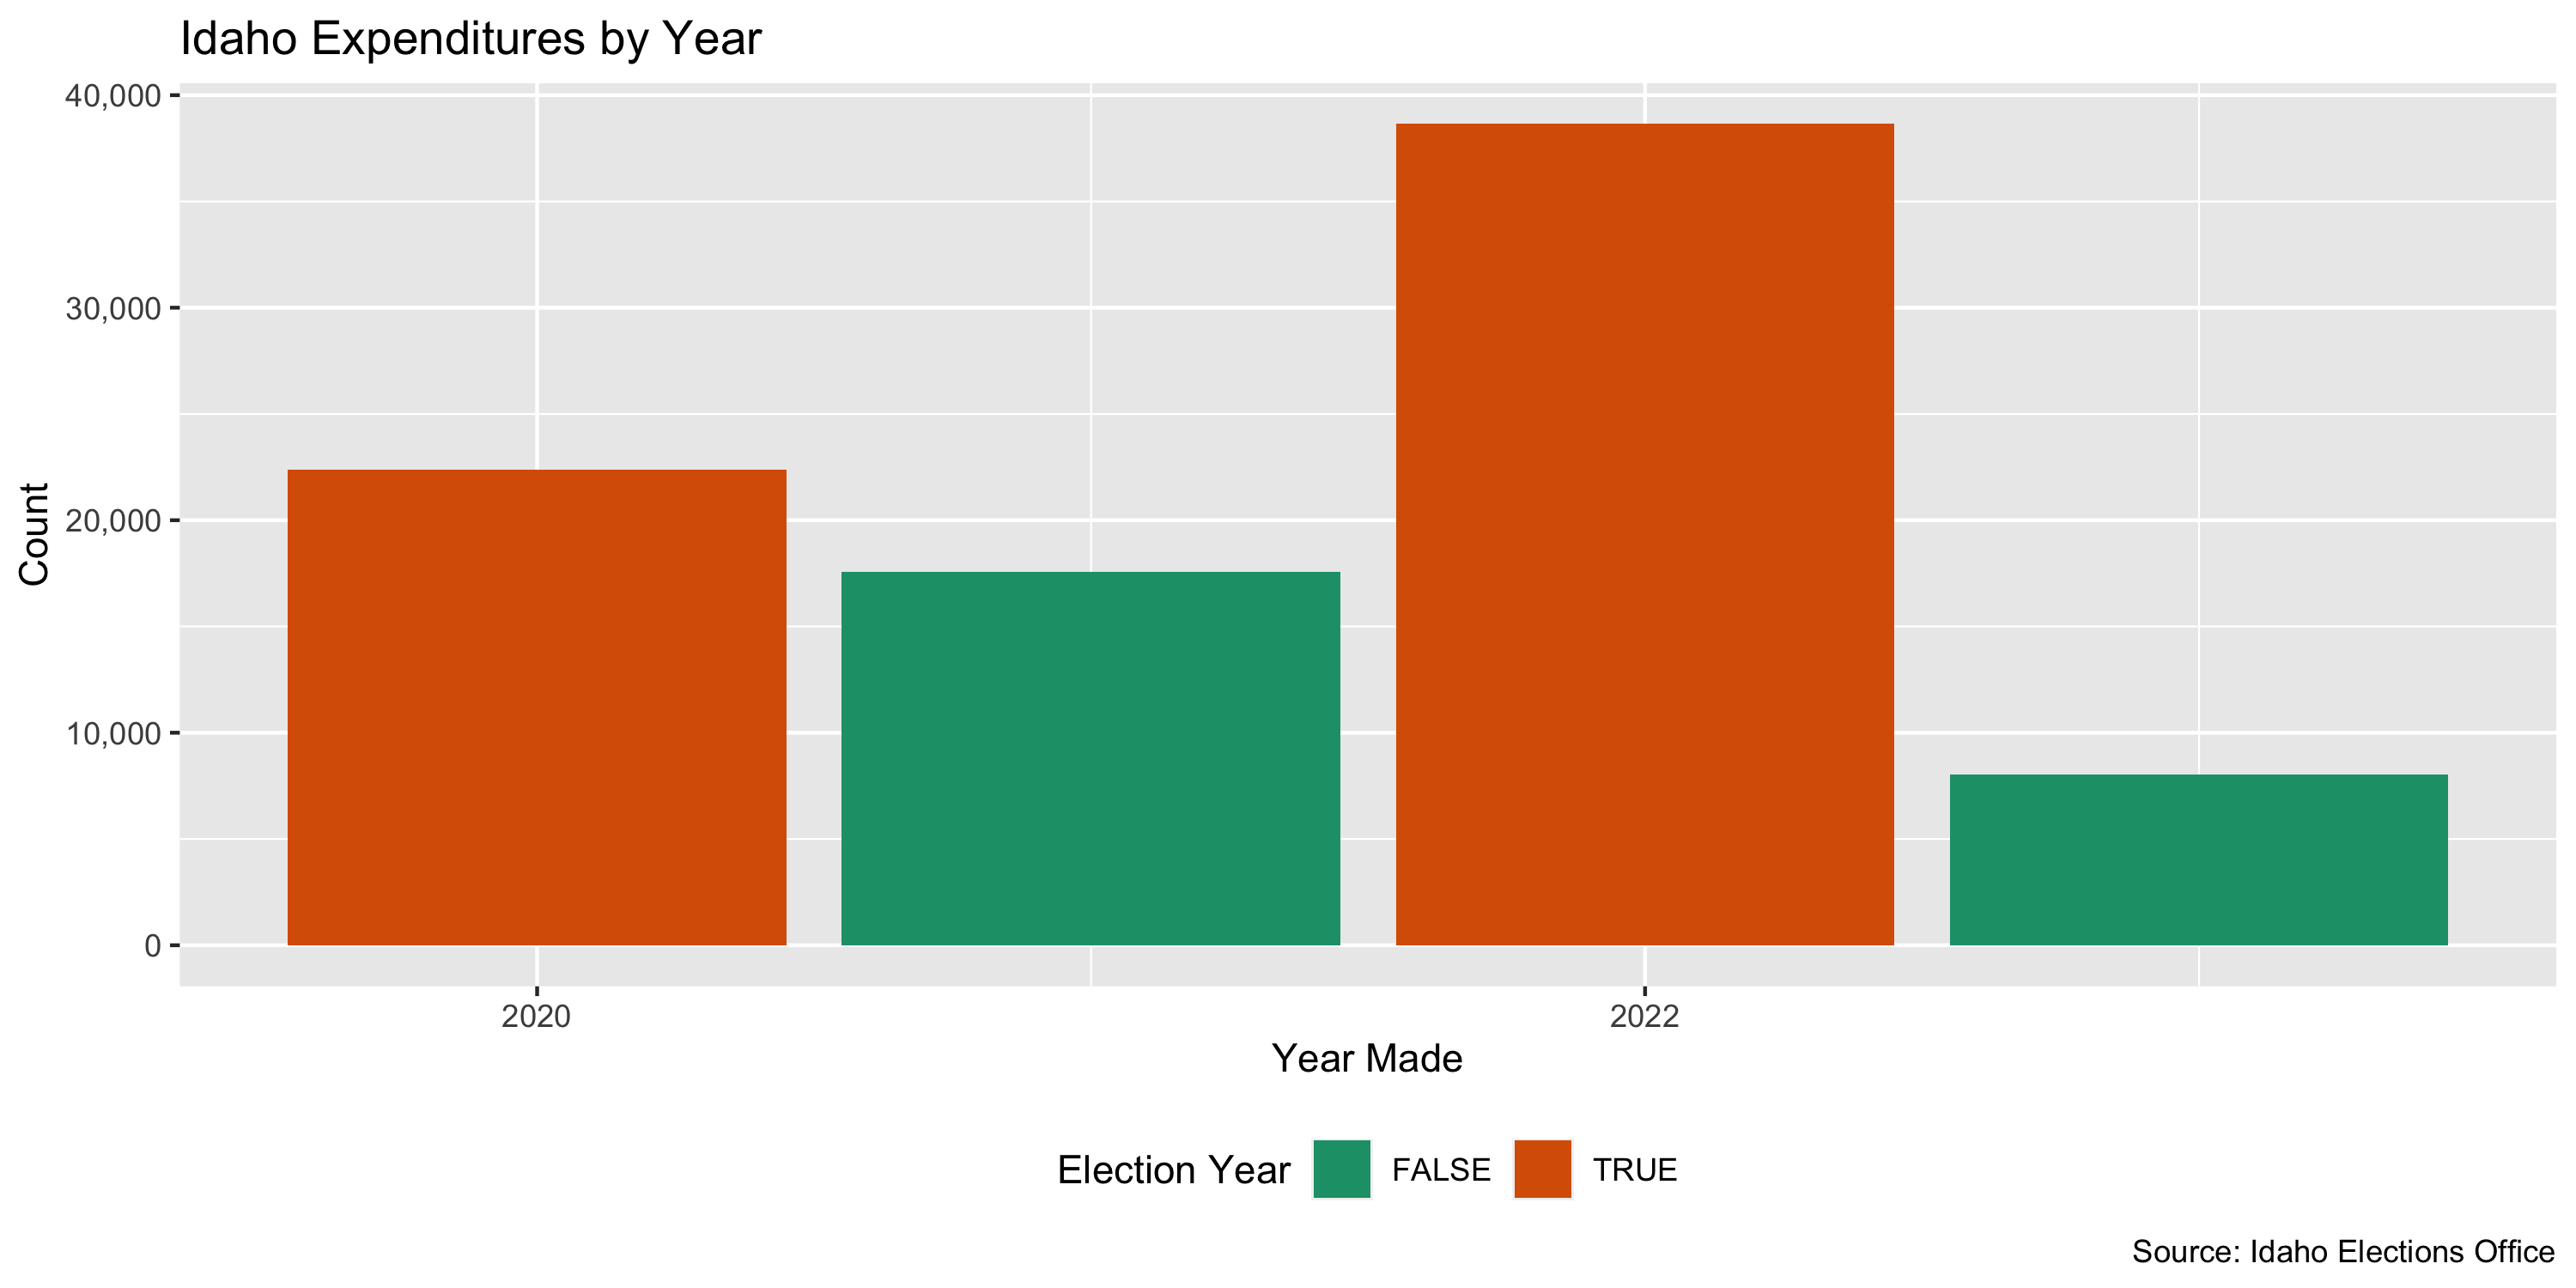 Idaho Expenditures by Year
40,000
30,000
20,000
10,000
0
Count
2020 2022
Year Made
Election Year FALSE TRUE
Source: Idaho Elections Office